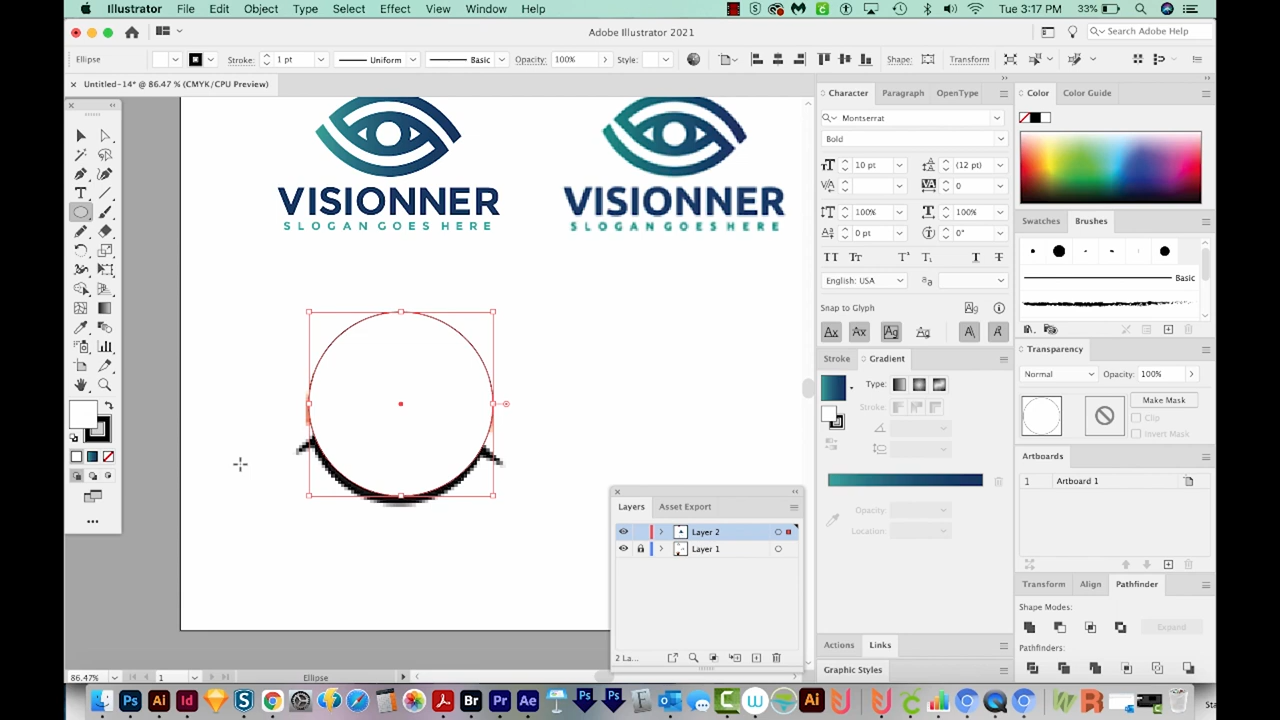 Illustrator File Edit Object Type Select Effect View Window Help Tue 3:17 PM 33%
Adobe Illustrator 2021 Search Adobe Help
Ellipse Stroke: 1 pt Uniform Basic Opacity: 100% Style: Shape: Transform
Untitled-14* @ 86.47 % (CMYK/CPU Preview)
VISIONNER
SLOGAN GOES HERE
VISIONNER
SLOGAN GOES HERE
Layers Asset Export
Layer 2
Layer 1
2 La...
86.47% 1 Ellipse
Character Paragraph OpenType
Montserrat
Bold
10 pt (12 pt)
0
100% 100%
0 pt 0°
English: USA
Snap to Glyph
Stroke Gradient
Type:
Stroke:
Opacity:
Location:
Actions Links
Graphic Styles
Color Color Guide
Swatches Brushes
Basic
Transparency
Normal Opacity: 100%
Make Mask
Clip
Invert Mask
Artboards
1 Artboard 1
Transform Align Pathfinder
Shape Modes:
Expand
Pathfinders: